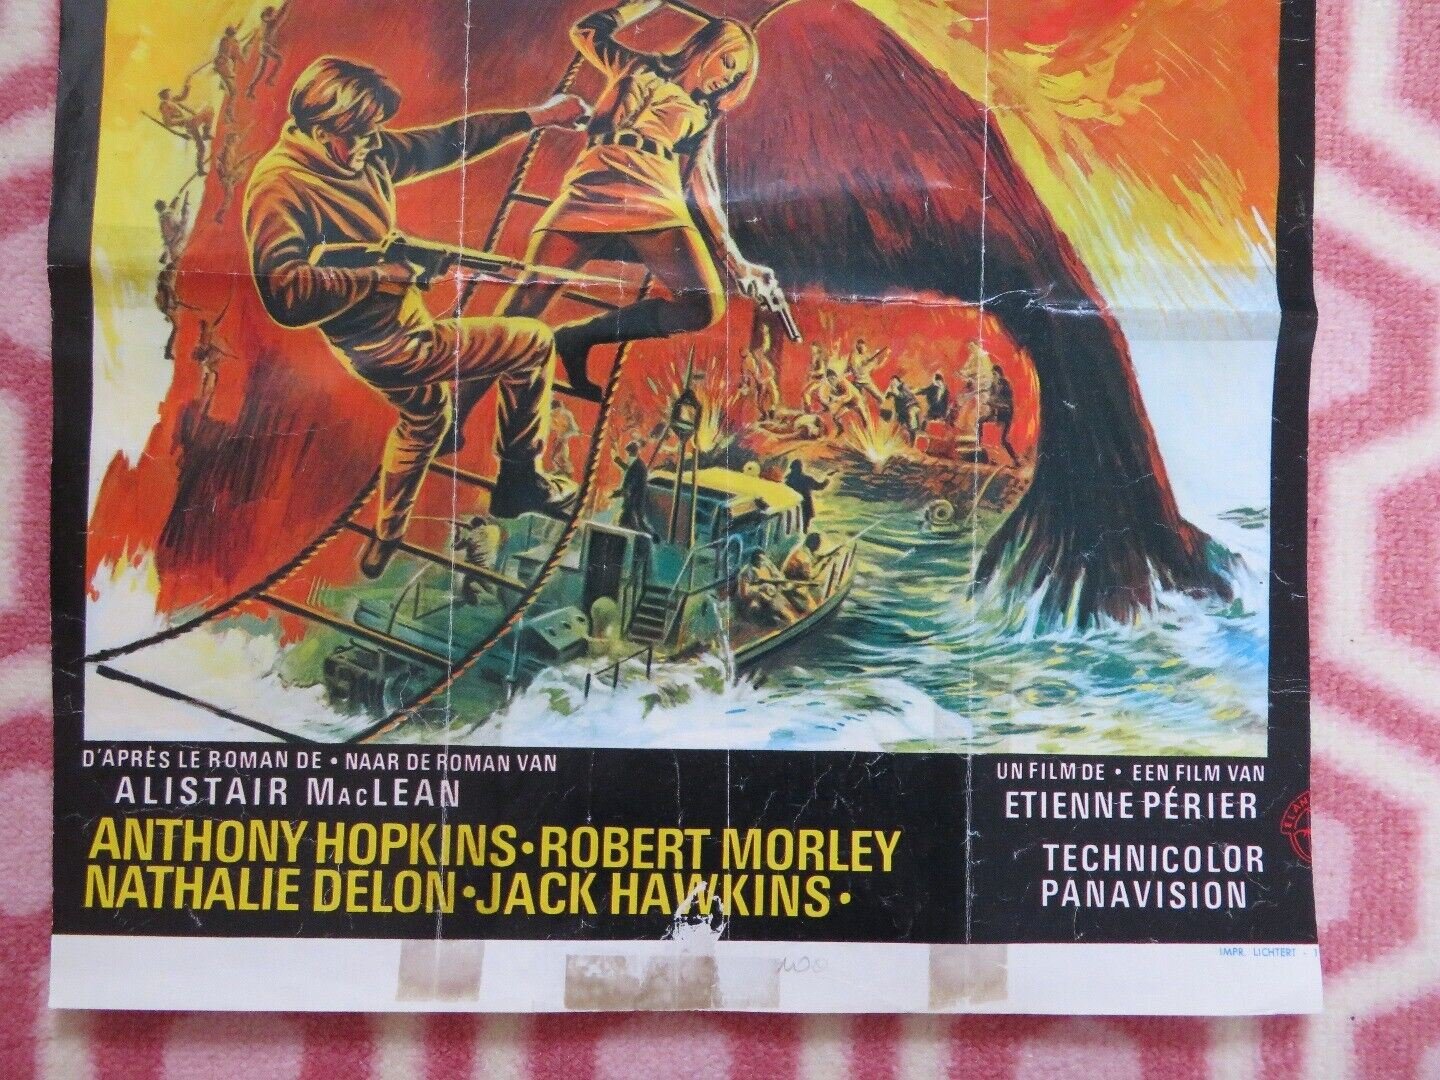 D'APRÈS LE ROMAN DE • NAAR DE ROMAN VAN
ALISTAIR MACLEAN
ANTHONY HOPKINS • ROBERT MORLEY
NATHALIE DELON • JACK HAWKINS •
UN FILM DE • EEN FILM VAN
ETIENNE PÉRIER
TECHNICOLOR
PANAVISION
IMPR. LICHTERT - 1